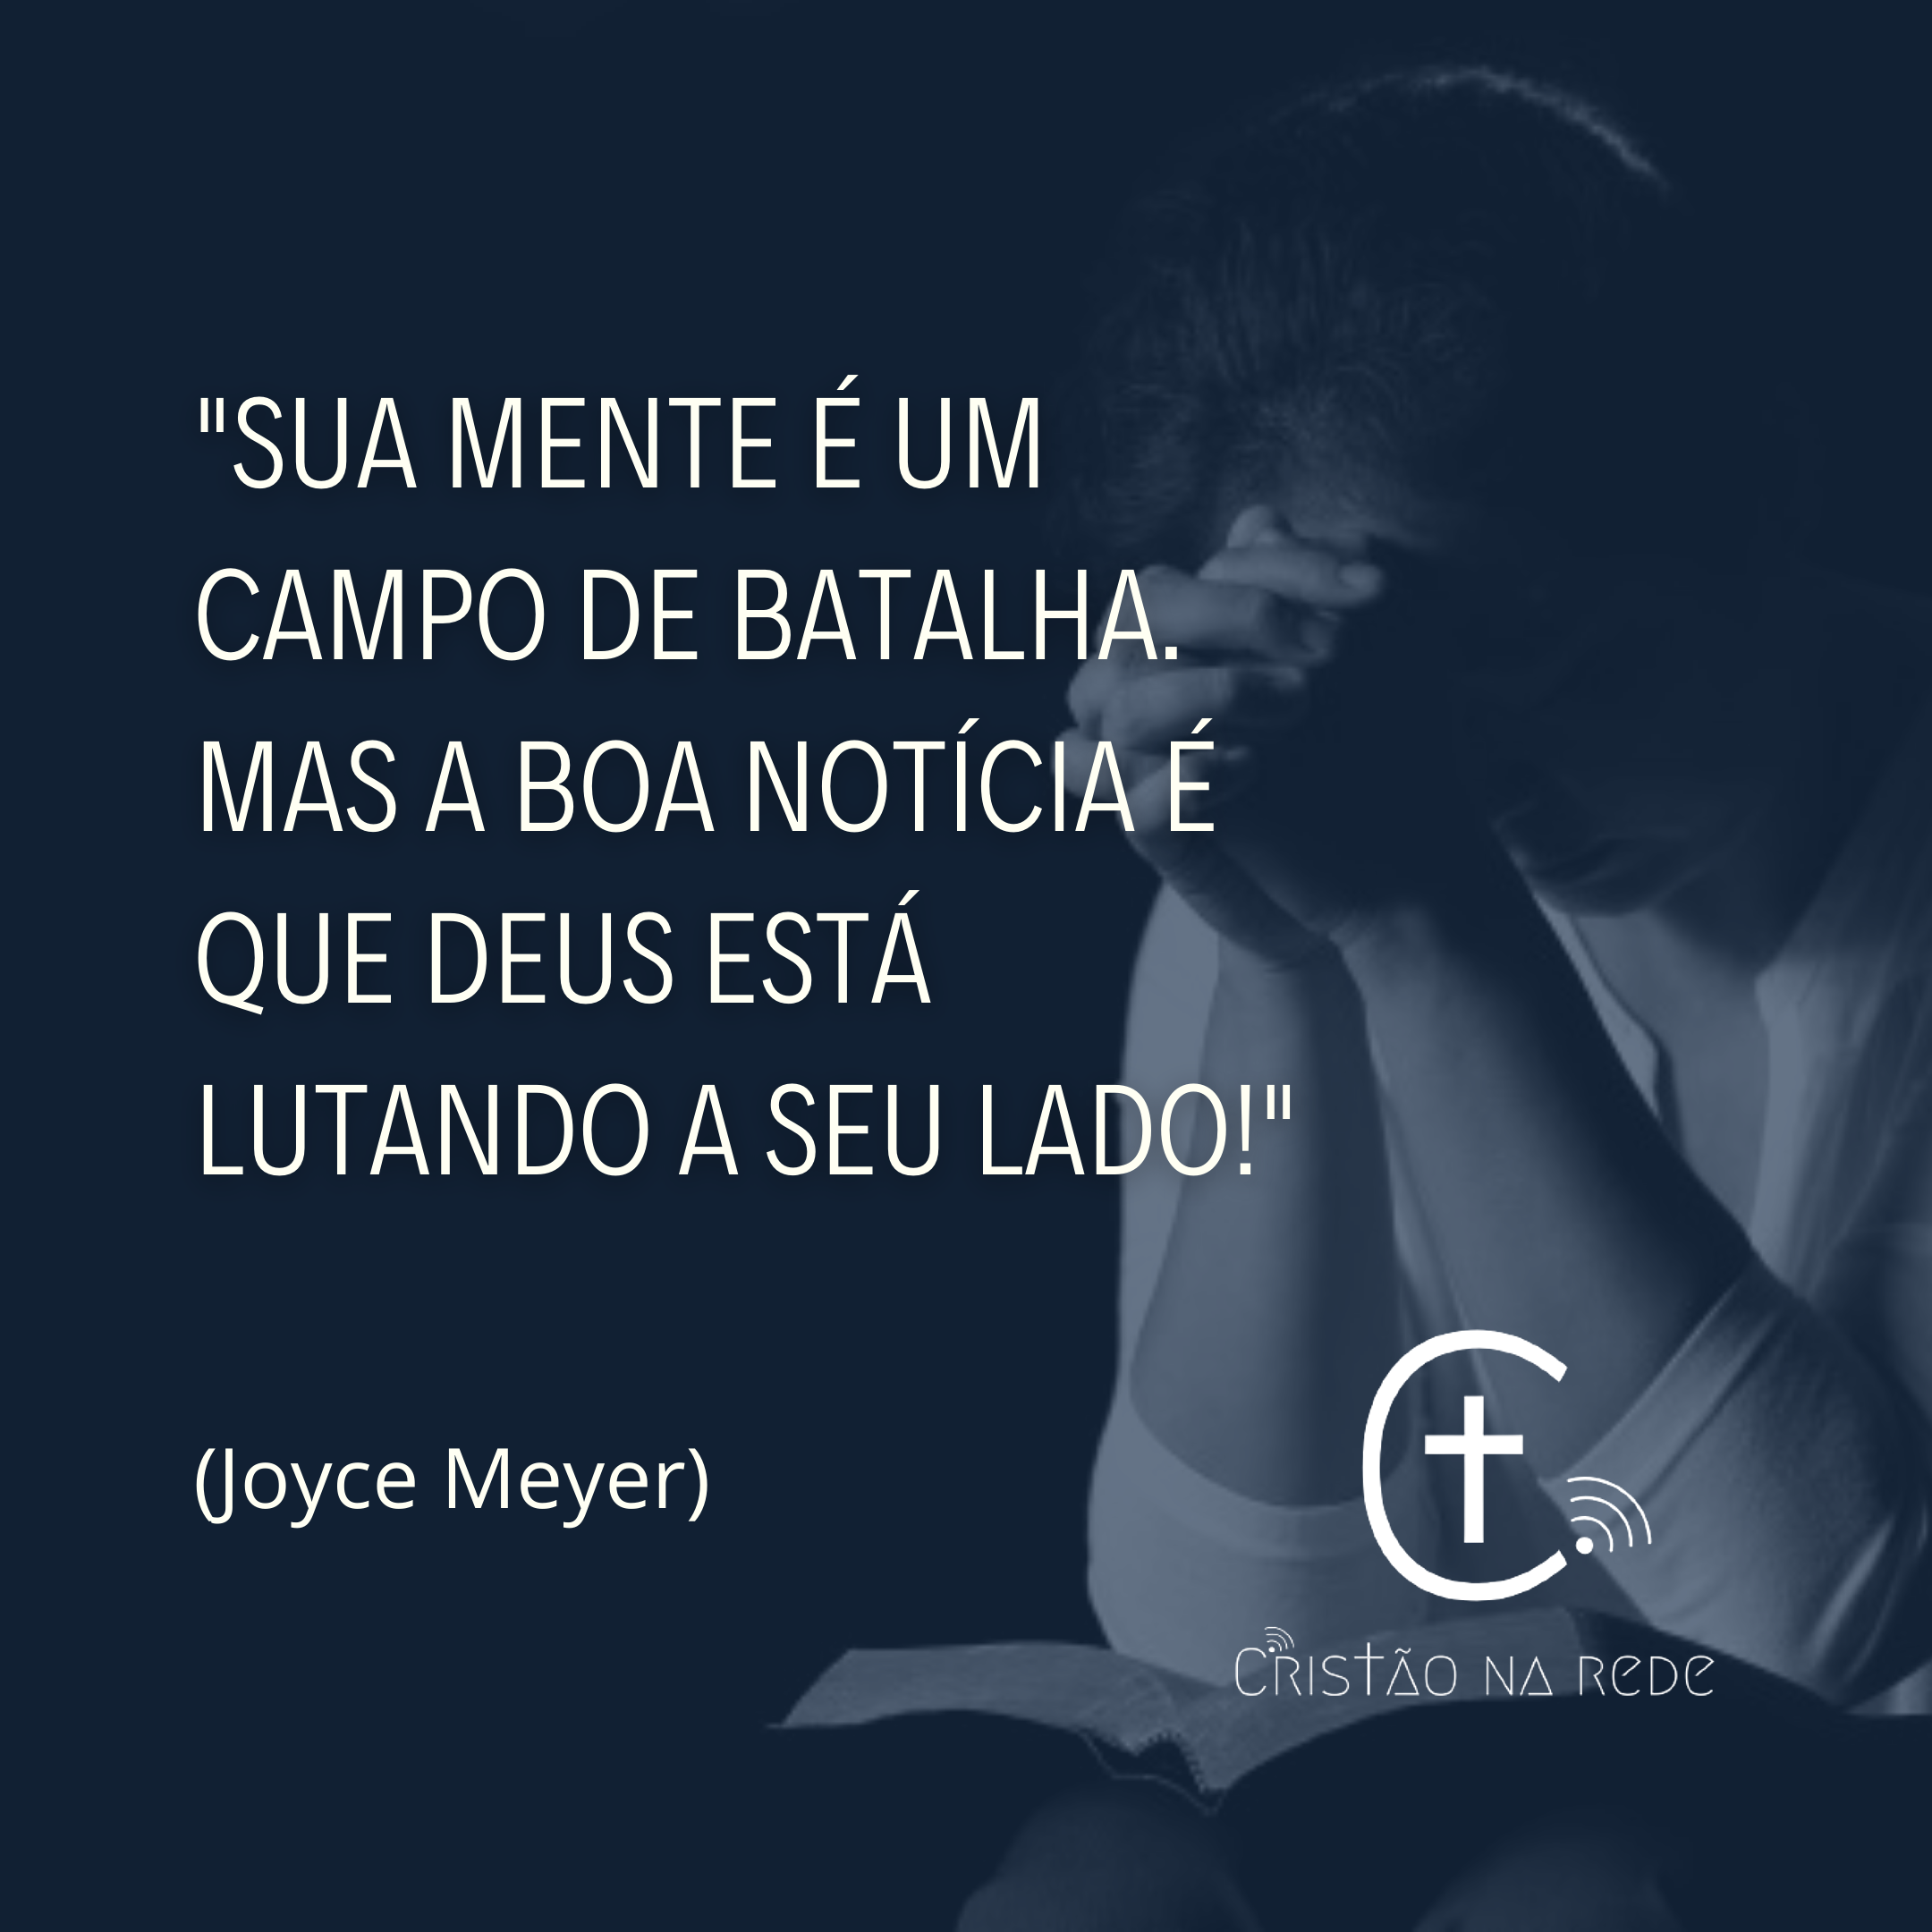 "SUA MENTE É UM
CAMPO DE BATALHA.
MAS A BOA NOTÍCIA É
QUE DEUS ESTÁ
LUTANDO A SEU LADO!"
(Joyce Meyer)
CRISTÃO NA REDE